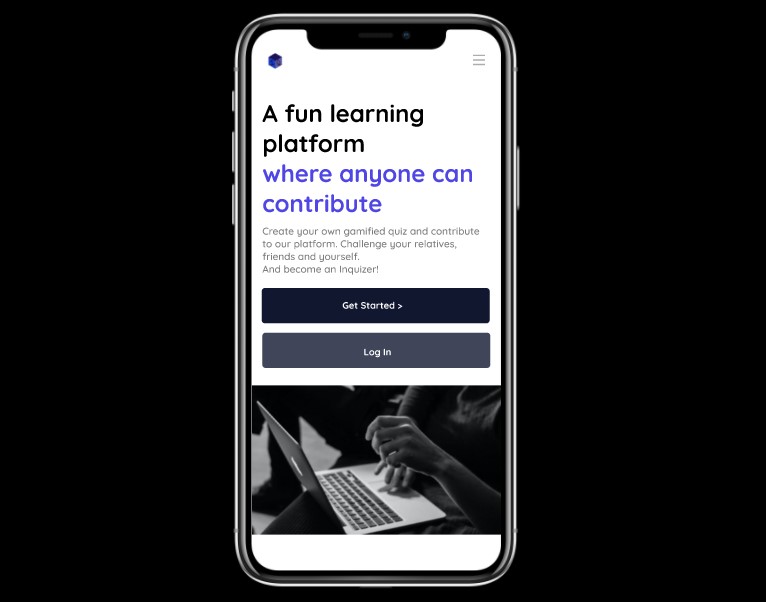 A fun learning
platform
where anyone can
contribute
Create your own gamified quiz and contribute
to our platform. Challenge your relatives,
friends and yourself.
And become an Inquizer!
Get Started >
Log In